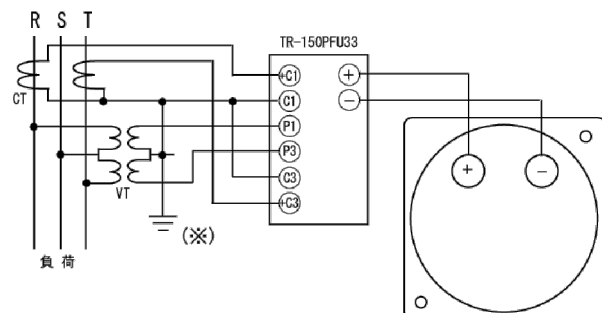 R S T
TR-150PFU33
CT
+C1
C1
P1
P3
C3
+C3
+
−
VT
(※)
負 荷
+
−